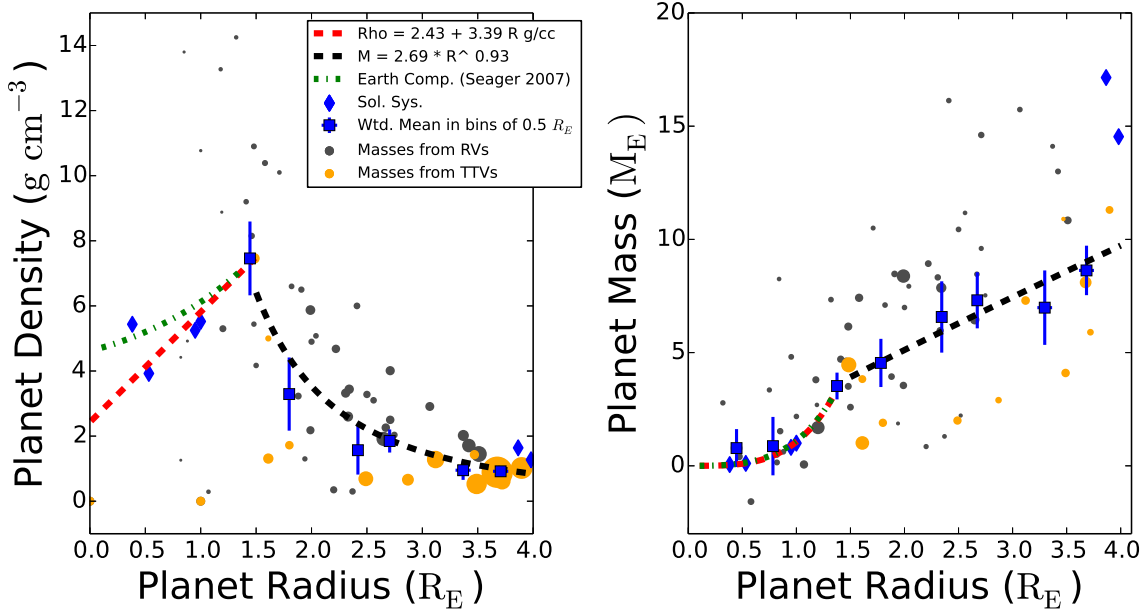 Rho = 2.43 + 3.39 R g/cc
M = 2.69 * R^ 0.93
Earth Comp. (Seager 2007)
Sol. Sys.
Wtd. Mean in bins of 0.5 R_E
Masses from RVs
Masses from TTVs
Planet Density (g cm⁻³)
14
12
10
8
6
4
2
0
0.0 0.5 1.0 1.5 2.0 2.5 3.0 3.5 4.0
Planet Radius (R_E)
Planet Mass (M_E)
20
15
10
5
0
0.0 0.5 1.0 1.5 2.0 2.5 3.0 3.5 4.0
Planet Radius (R_E)